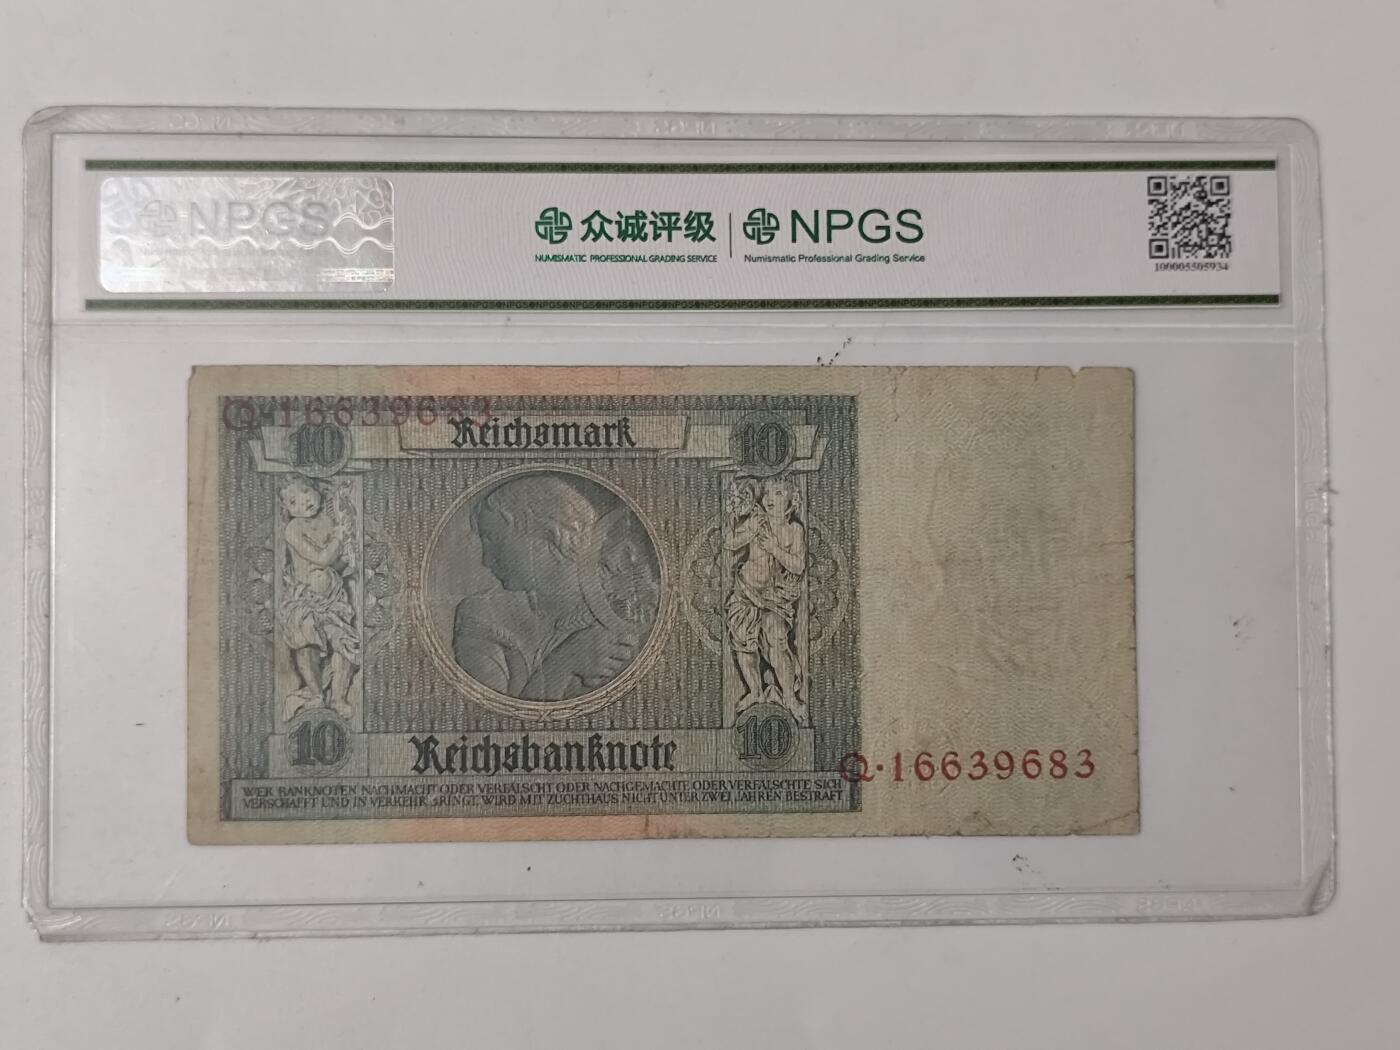 NPGS
众诚评级 NPGS
NUMISMATIC PROFESSIONAL GRADING SERVICE Numismatic Professional Grading Service
100005505934
Q·16639683
10 Reichsmark 10
10 Reichsbanknote 10
Q·16639683
WER BANKNOTEN NACHMACHT ODER VERFÄLSCHT ODER NACHGEMACHTE ODER VERFÄLSCHTE SICH
VERSCHAFFT UND IN VERKEHR BRINGT, WIRD MIT ZUCHTHAUS NICHT UNTER ZWEI JAHREN BESTRAFT